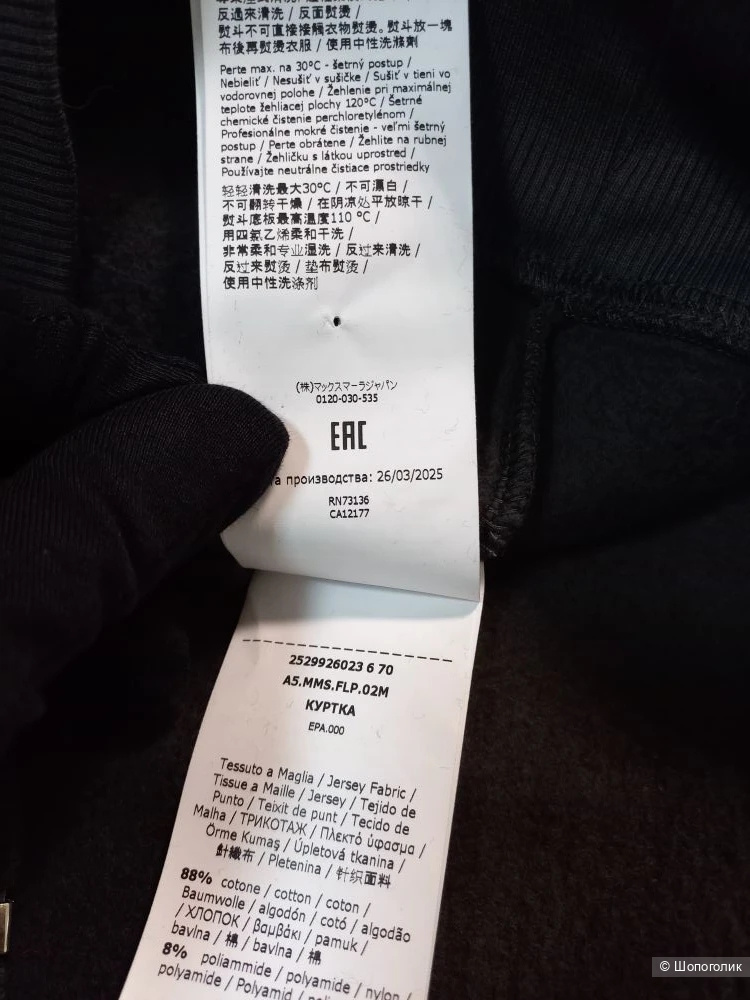 反過來清洗 / 反面熨燙 /
熨斗不可直接接觸衣物熨燙。熨斗放一塊
布後再熨燙衣服 / 使用中性洗滌劑
Perte max. na 30°C - šetrný postup /
Nebieliť / Nesušiť v sušičke / Sušiť v tieni vo
vodorovnej polohe / Žehlenie pri maximálnej
teplote žehliacej plochy 120°C / Šetrné
chemické čistenie perchloretylénom /
Profesionálne mokré čistenie - veľmi šetrný
postup / Perte obrátene / Žehlite na rubnej
strane / Žehličku s látkou uprostred /
Používajte neutrálne čistiace prostriedky
轻轻清洗最大30°C / 不可漂白 /
不可翻转干燥 / 在阴凉处平放晾干 /
熨斗底板最高温度110 °C /
用四氯乙烯柔和干洗 /
非常柔和专业湿洗 / 反过来清洗 /
反过来熨烫 / 垫布熨烫 /
使用中性洗涤剂
(株)マックスマーラジャパン
0120-030-535
EAC
а производства: 26/03/2025
RN73136
CA12177
2529926023 6 70
A5.MMS.FLP.02M
КУРТКА
EPA.000
Tessuto a Maglia / Jersey Fabric /
Tissue a Maille / Jersey / Tejido de
Punto / Teixit de punt / Tecido de
Malha / ТРИКОТАЖ / Πλεκτό ύφασμα /
Örme Kumaş / Úpletová tkanina /
針織布 / Pletenina / 针织面料
88% cotone / cotton / coton /
Baumwolle / algodón / cotó / algodão
/ ХЛОПОК / βαμβάκι / pamuk /
bavlna / 棉 / bavlna / 棉
8% poliammide / polyamide / nylon /
polyamide / Polyamid /
© Шопоголик